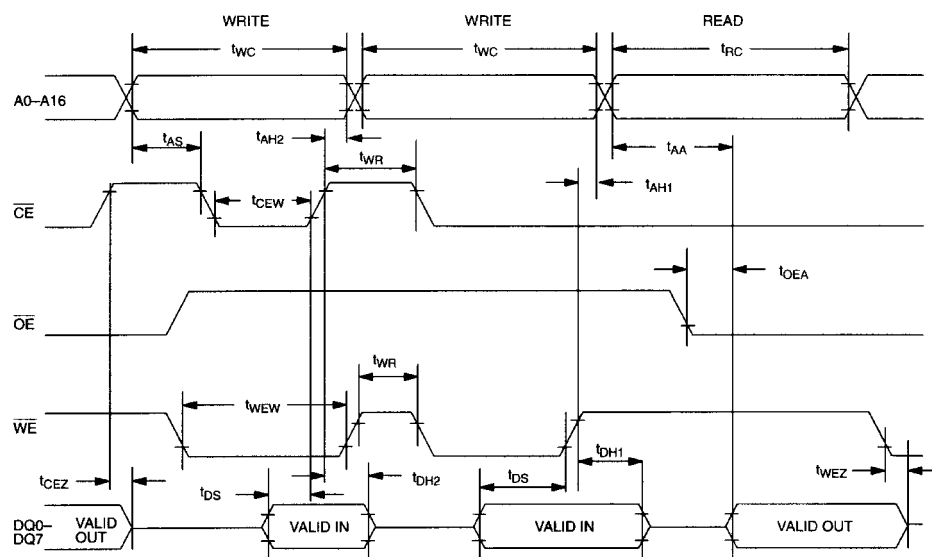 WRITE WRITE READ
tWC tWC tRC
A0–A16
tAS tAH2 tWR tAA
tAH1
CE tCEW
tOEA
OE
tWR
tWEW
WE
tDH1
tCEZ tDS tDH2 tDS tWEZ
DQ0–DQ7 VALID OUT VALID IN VALID IN VALID OUT